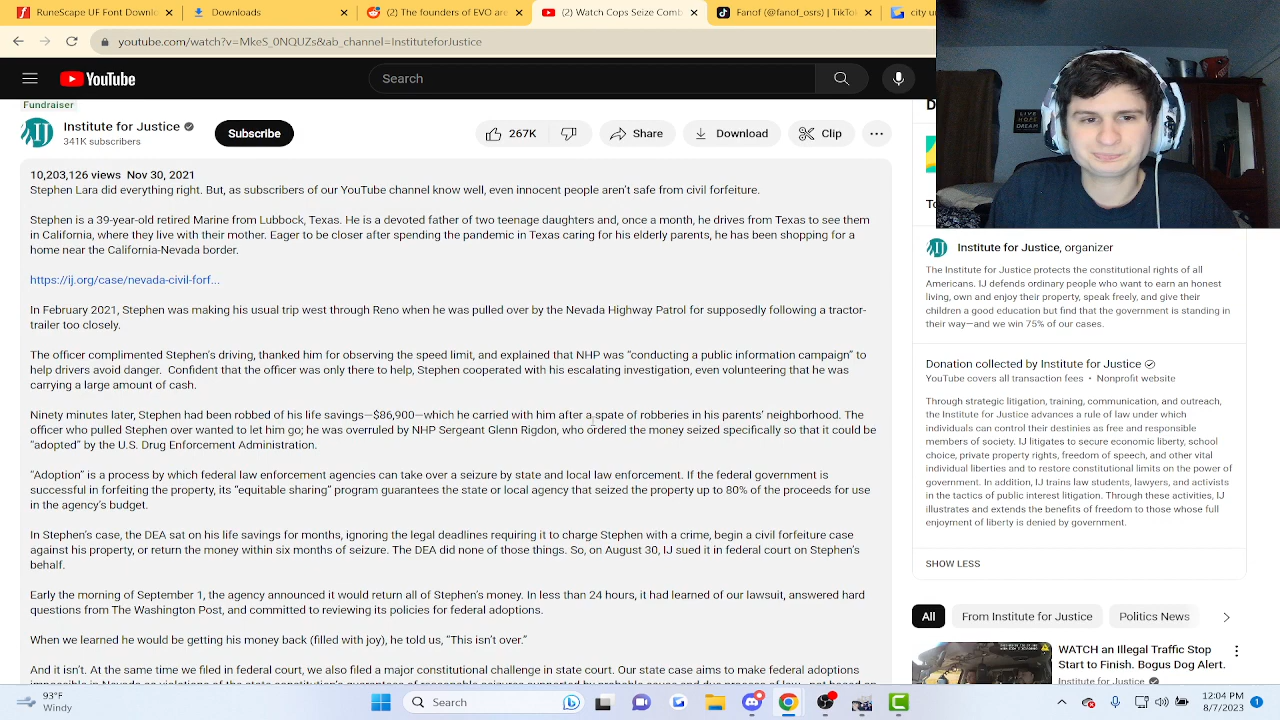 Runners of
Downlo
(2) The founder of EVO and
(2) Watch Cops Seize Comb
Fanof (@fanof_ors) | TikTok
city u
youtube.com/watch?v=MkeS_0NQUZs&ab_channel=InstituteforJustice
YouTube
Search
Fundraiser
Institute for Justice
341K subscribers
Subscribe
267K
Share
Download
Clip
10,203,126 views Nov 30, 2021
Stephen Lara did everything right. But, as subscribers of our YouTube channel know well, even innocent people aren't safe from civil forfeiture.
Stephen is a 39-year-old retired Marine from Lubbock, Texas. He is a devoted father of two teenage daughters and, once a month, he drives from Texas to see them
in California, where they live with their mother. Eager to be closer after spending the pandemic in Texas caring for his elderly parents, he has been shopping for a
home near the California-Nevada border.
https://ij.org/case/nevada-civil-forf...
In February 2021, Stephen was making his usual trip west through Reno when he was pulled over by the Nevada Highway Patrol for supposedly following a tractor-
trailer too closely.
The officer complimented Stephen's driving, thanked him for observing the speed limit, and explained that NHP was “conducting a public information campaign” to
help drivers avoid danger. Confident that the officer was only there to help, Stephen cooperated with his escalating investigation, even volunteering that he was
carrying a large amount of cash.
Ninety minutes later, Stephen had been robbed of his life savings—$86,900—which he carried with him after a spate of robberies in his parents' neighborhood. The
officer who pulled Stephen over wanted to let him go; he was overruled by NHP Sergeant Glenn Rigdon, who ordered the money seized specifically so that it could be
“adopted” by the U.S. Drug Enforcement Administration.
“Adoption” is a process by which federal law enforcement can take over a seizure by state and local law enforcement. If the federal government is
successful in forfeiting the property, its “equitable sharing” program guarantees the state or local agency that seized the property up to 80% of the proceeds for use
in the agency's budget.
In Stephen's case, the DEA sat on his life savings for months, ignoring the legal deadlines requiring it to charge Stephen with a crime, begin a civil forfeiture case
against his property, or return the money within six months of seizure. The DEA did none of those things. So, on August 30, IJ sued it in federal court on Stephen's
behalf.
Early the morning of September 1, the agency announced it would return all of Stephen's money. In less than 24 hours, it had learned of our lawsuit, answered hard
questions from The Washington Post, and committed to reviewing its policies for federal adoptions.
When we learned he would be getting his money back (filled with joy), he told us, “This isn't over.”
And it isn't. At the same time we filed in federal court, we also filed a major constitutional challenge in state court. Our case aims to make federal adoptions
Institute for Justice, organizer
The Institute for Justice protects the constitutional rights of all
Americans. IJ defends ordinary people who want to earn an honest
living, own and enjoy their property, speak freely, and give their
children a good education but find that the government is standing in
their way—and we win 75% of our cases.
Donation collected by Institute for Justice
YouTube covers all transaction fees • Nonprofit website
Through strategic litigation, training, communication, and outreach,
the Institute for Justice advances a rule of law under which
individuals can control their destinies as free and responsible
members of society. IJ litigates to secure economic liberty, school
choice, private property rights, freedom of speech, and other vital
individual liberties and to restore constitutional limits on the power of
government. In addition, IJ trains law students, lawyers, and activists
in the tactics of public interest litigation. Through these activities, IJ
illustrates and extends the benefits of freedom to those whose full
enjoyment of liberty is denied by government.
SHOW LESS
All
From Institute for Justice
Politics News
WATCH an Illegal Traffic Stop
Start to Finish. Bogus Dog Alert.
Institute for Justice
LIVE
HOPE
DREAM
93°F
Windy
Search
12:04 PM
8/7/2023
1